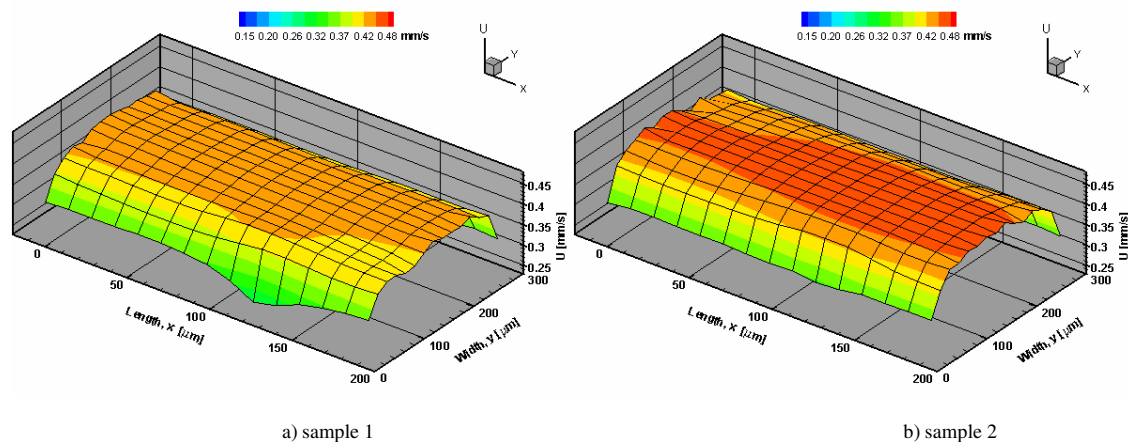 0.15 0.20 0.26 0.32 0.37 0.42 0.48 mm/s
U
Y
X
0.45
0.4
0.35
0.3
0.25
U [mm/s]
0
50
100
150
200
Length, x [µm]
0
100
200
300
Width, y [µm]
a) sample 1
0.15 0.20 0.26 0.32 0.37 0.42 0.48 mm/s
U
Y
X
0.45
0.4
0.35
0.3
0.25
U [mm/s]
0
50
100
150
200
Length, x [µm]
0
100
200
300
Width, y [µm]
b) sample 2